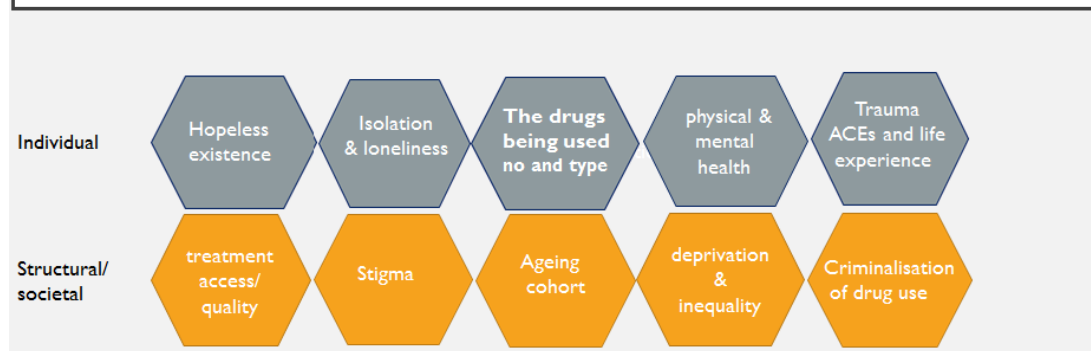 Individual
Hopeless
existence
Isolation
& loneliness
The drugs
being used
no and type
physical &
mental
health
Trauma
ACEs and life
experience
Structural/
societal
treatment
access/
quality
Stigma
Ageing
cohort
deprivation
&
inequality
Criminalisation
of drug use